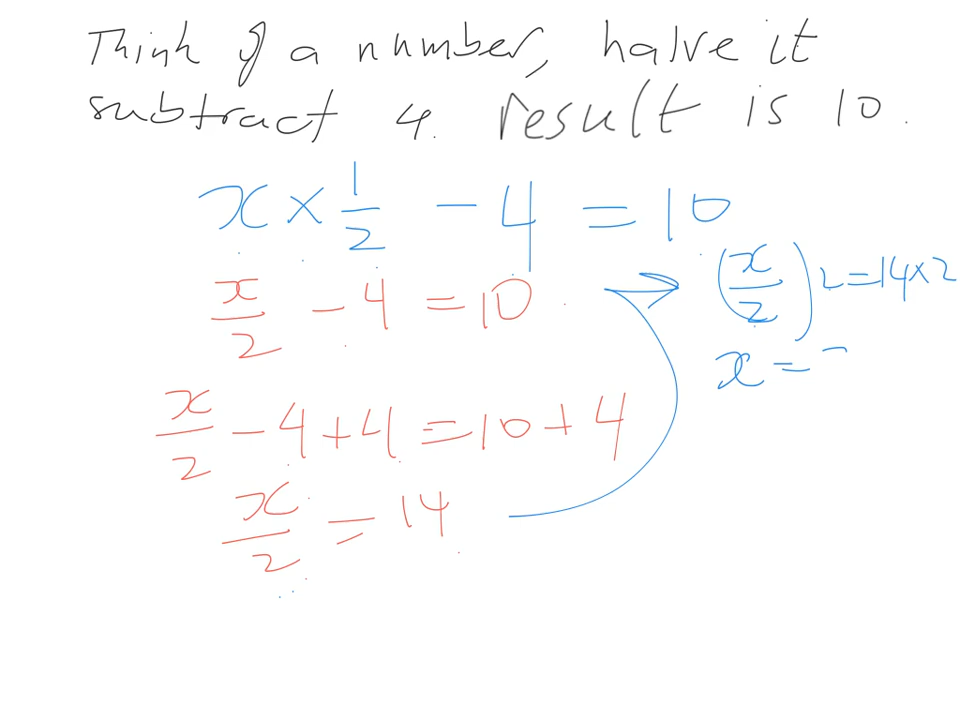 Think of a number, halve it
subtract 4. result is 10.
x × 1/2 - 4 = 10
x/2 - 4 = 10
x/2 - 4 + 4 = 10 + 4
x/2 = 14
(x/2) 2 = 14 × 2
x =